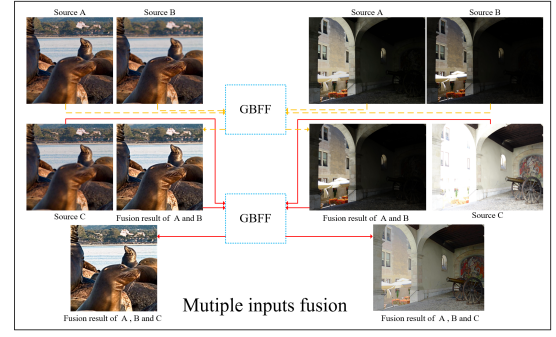 Source A
Source B
Source A
Source B
GBFF
Source C
Fusion result of A and B
GBFF
Fusion result of A and B
Source C
Fusion result of A , B and C
Mutiple inputs fusion
Fusion result of A , B and C